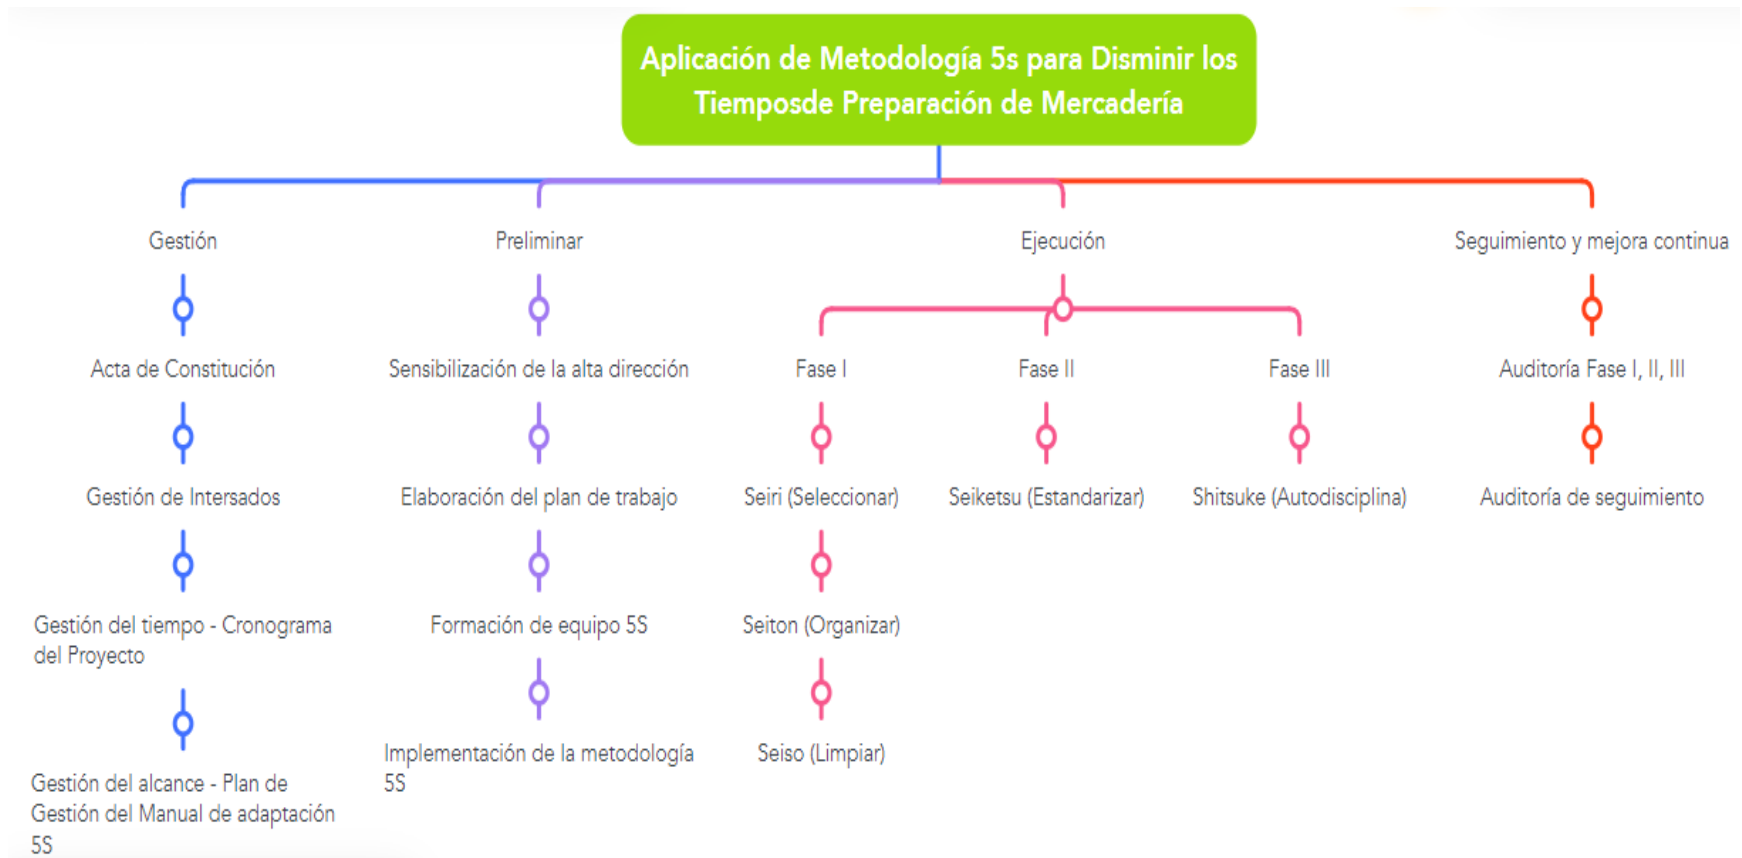 Aplicación de Metodología 5s para Disminir los
Tiemposde Preparación de Mercadería
Gestión
Preliminar
Ejecución
Seguimiento y mejora continua
Acta de Constitución
Sensibilización de la alta dirección
Fase I
Fase II
Fase III
Auditoría Fase I, II, III
Gestión de Intersados
Elaboración del plan de trabajo
Seiri (Seleccionar)
Seiketsu (Estandarizar)
Shitsuke (Autodisciplina)
Auditoría de seguimiento
Gestión del tiempo - Cronograma
del Proyecto
Formación de equipo 5S
Seiton (Organizar)
Implementación de la metodología
5S
Seiso (Limpiar)
Gestión del alcance - Plan de
Gestión del Manual de adaptación
5S